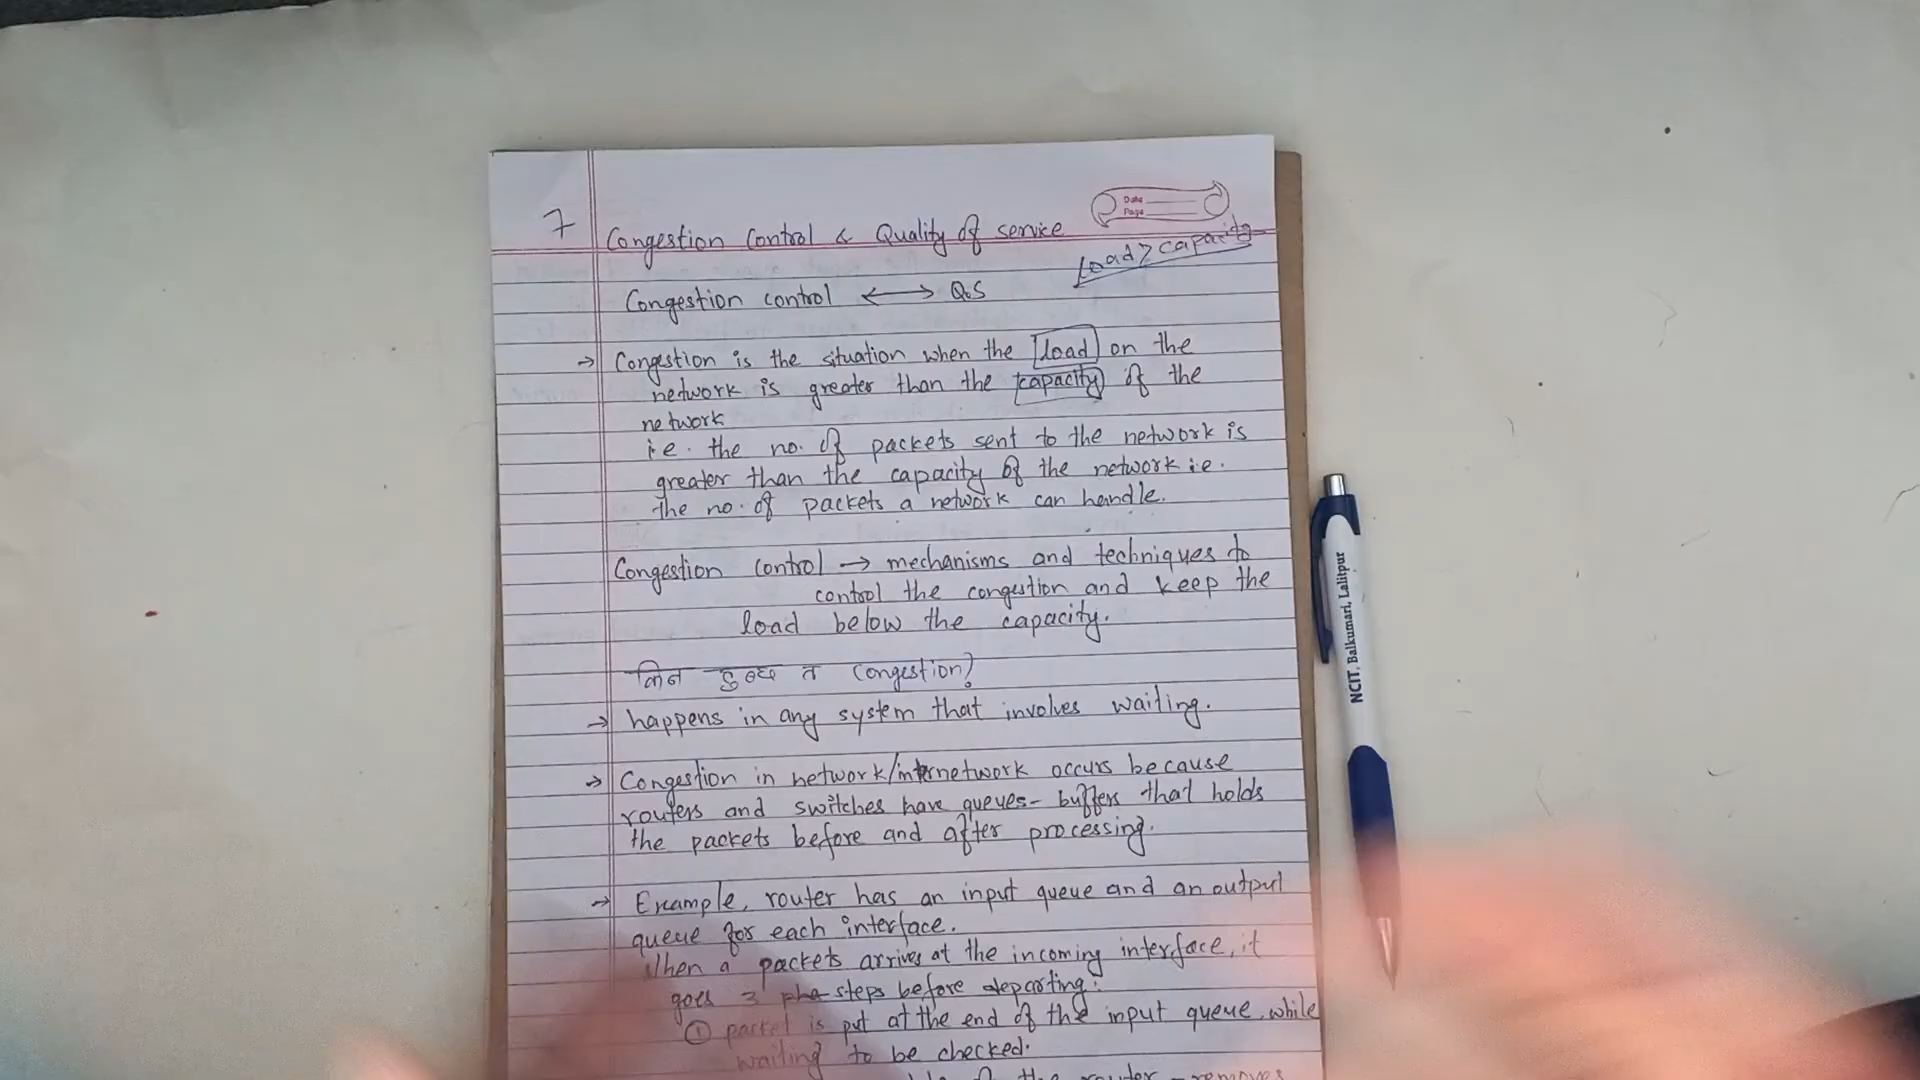 Date
Page
7 Congestion Control & Quality of service
Load > capacity
Congestion control ↔ QoS
→ Congestion is the situation when the load on the
network is greater than the capacity of the
network
i.e. the no. of packets sent to the network is
greater than the capacity of the network i.e.
the no. of packets a network can handle.
Congestion Control → mechanisms and techniques to
control the congestion and keep the
load below the capacity.
किन हुन्छ त Congestion?
→ happens in any system that involves waiting.
→ Congestion in network/internetwork occurs because
routers and switches have queues- buffers that holds
the packets before and after processing.
→ Example, router has an input queue and an output
queue for each interface.
When a packets arrives at the incoming interface, it
goes 3 steps before departing:
① packet is put at the end of the input queue while
waiting to be checked.
of the router - removes
NCIT, Balkumari, Lalitpur